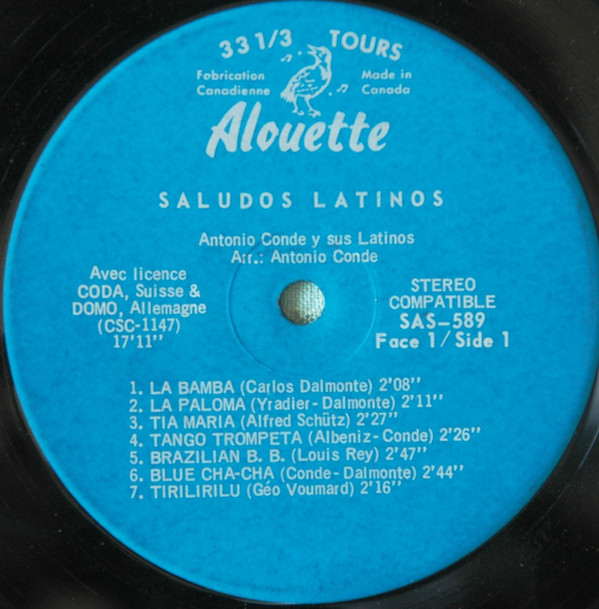 33 1/3 TOURS
Fabrication Canadienne
Made in Canada
Alouette
SALUDOS LATINOS
Antonio Conde y sus Latinos
Arr.: Antonio Conde
Avec licence
CODA, Suisse &
DOMO, Allemagne
(CSC-1147)
17'11"
STEREO
COMPATIBLE
SAS-589
Face 1/Side 1
1. LA BAMBA (Carlos Dalmonte) 2'08"
2. LA PALOMA (Yradier-Dalmonte) 2'11"
3. TIA MARIA (Alfred Schütz) 2'27"
4. TANGO TROMPETA (Albeniz-Conde) 2'26"
5. BRAZILIAN B. B. (Louis Rey) 2'47"
6. BLUE CHA-CHA (Conde-Dalmonte) 2'44"
7. TIRILIRILU (Géo Voumard) 2'16"